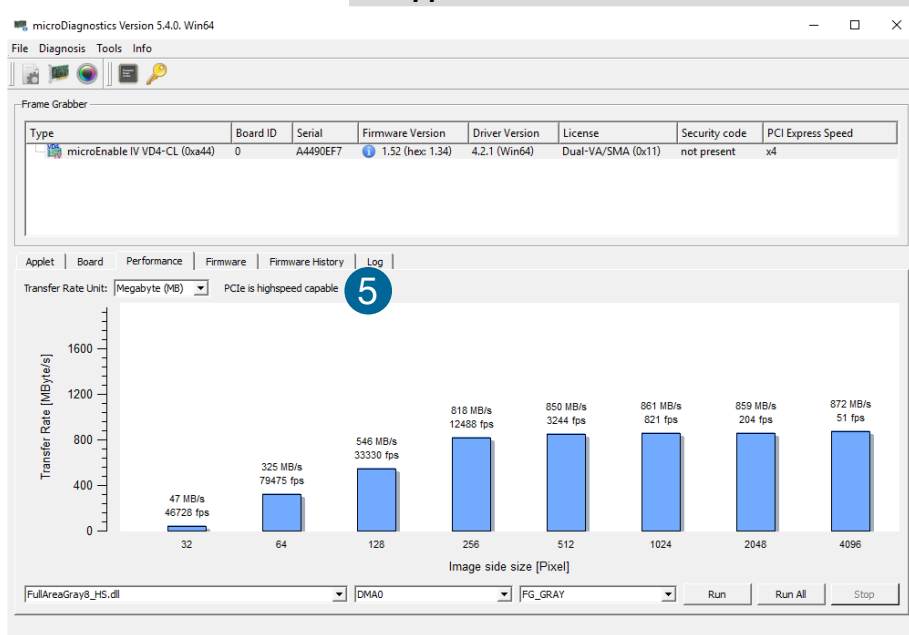 microDiagnostics Version 5.4.0. Win64
File Diagnosis Tools Info
Frame Grabber
Type Board ID Serial Firmware Version Driver Version License Security code PCI Express Speed
microEnable IV VD4-CL (0xa44) 0 A4490EF7 1.52 (hex: 1.34) 4.2.1 (Win64) Dual-VA/SMA (0x11) not present x4
Applet Board Performance Firmware Firmware History Log
Transfer Rate Unit: Megabyte (MB) PCIe is highspeed capable 5
Transfer Rate [MByte/s]
1600
1200
800
400
0
47 MB/s
46728 fps
325 MB/s
79475 fps
546 MB/s
33330 fps
818 MB/s
12488 fps
850 MB/s
3244 fps
861 MB/s
821 fps
859 MB/s
204 fps
872 MB/s
51 fps
32 64 128 256 512 1024 2048 4096
Image side size [Pixel]
FullAreaGray8_HS.dll DMA0 FG_GRAY Run Run All Stop